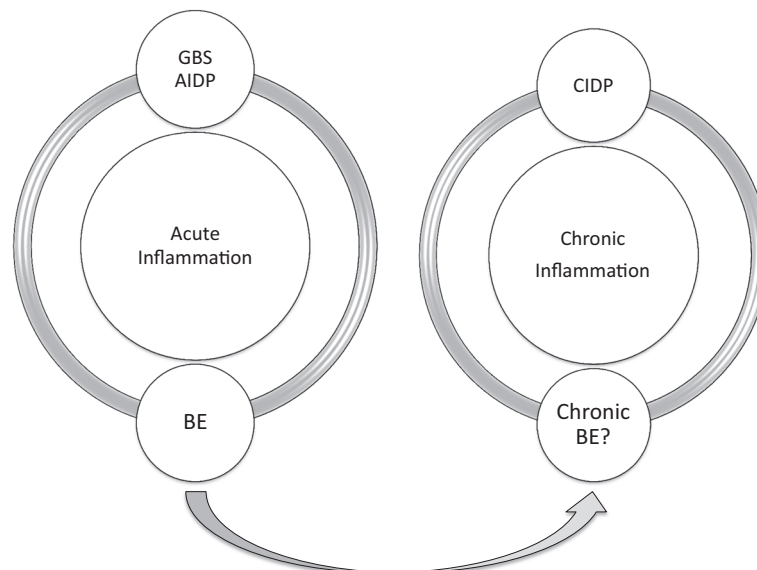 GBS
AIDP
Acute
Inflammation
BE
CIDP
Chronic
Inflammation
Chronic
BE?